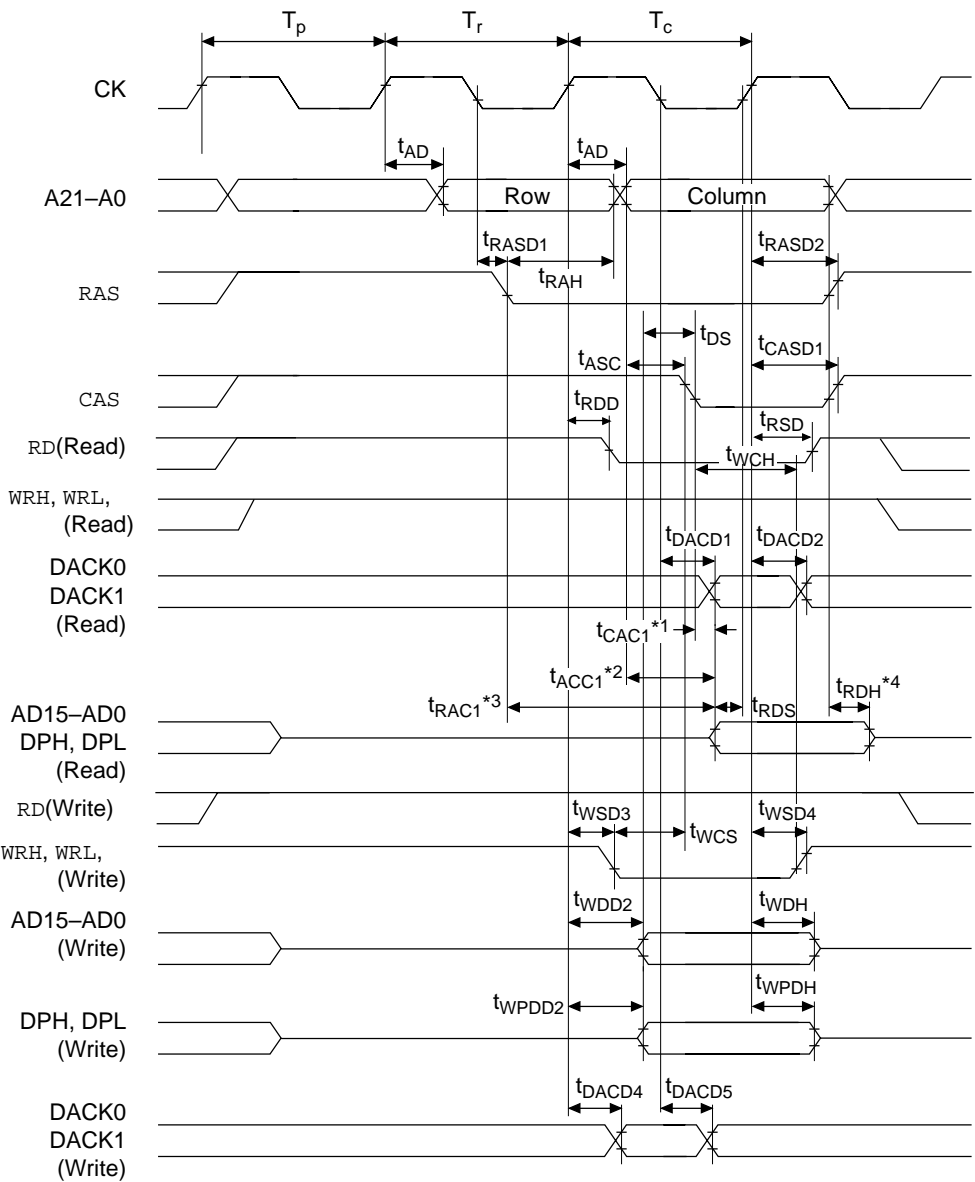 Tp Tr Tc
CK
tAD tAD
A21–A0 Row Column
tRASD1 tRASD2
tRAH
RAS
tDS
tASC tCASD1
CAS
tRDD tRSD
RD(Read)
tWCH
WRH, WRL,
(Read)
tDACD1 tDACD2
DACK0
DACK1
(Read)
tCAC1*1
tACC1*2
tRAC1*3 tRDS tRDH*4
AD15–AD0
DPH, DPL
(Read)
RD(Write)
tWSD3 tWCS tWSD4
WRH, WRL,
(Write)
tWDD2 tWDH
AD15–AD0
(Write)
tWPDD2 tWPDH
DPH, DPL
(Write)
tDACD4 tDACD5
DACK0
DACK1
(Write)